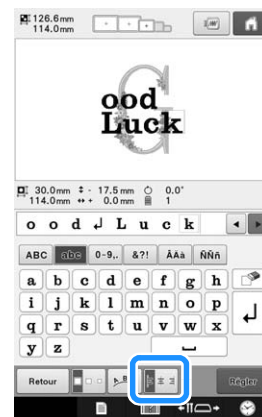 126.6mm
114.0mm
G
ood
Luck
30.0mm 17.5mm 0.0°
114.0mm 0.0mm 1
o o d ↲ L u c k
ABC abc 0-9,. &?! ÄAà ÑÑñ
a b c d e f g h
i j k l m n o p
q r s t u v w x
y z
Retour Régler